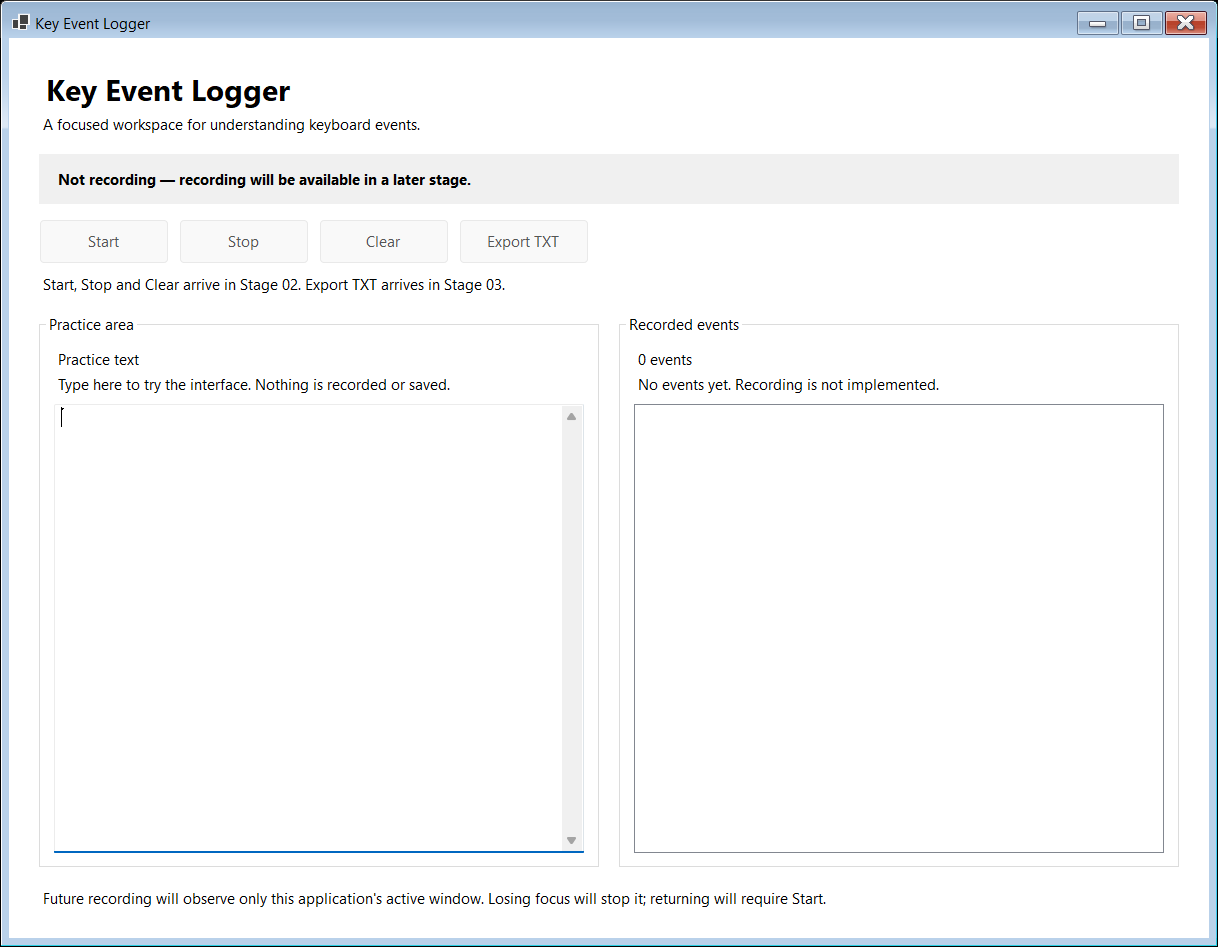 Key Event Logger
Key Event Logger
A focused workspace for understanding keyboard events.
Not recording — recording will be available in a later stage.
Start
Stop
Clear
Export TXT
Start, Stop and Clear arrive in Stage 02. Export TXT arrives in Stage 03.
Practice area
Practice text
Type here to try the interface. Nothing is recorded or saved.
Recorded events
0 events
No events yet. Recording is not implemented.
Future recording will observe only this application's active window. Losing focus will stop it; returning will require Start.